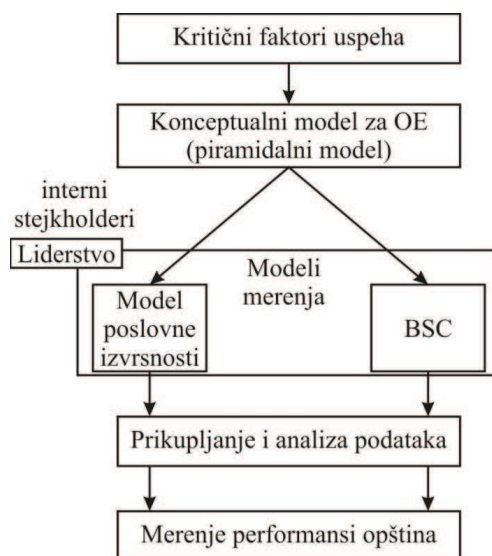 Kritični faktori uspeha
Konceptualni model za OE
(piramidalni model)
interni
stejkholderi
Liderstvo
Modeli
merenja
Model
poslovne
izvrsnosti
BSC
Prikupljanje i analiza podataka
Merenje performansi opština